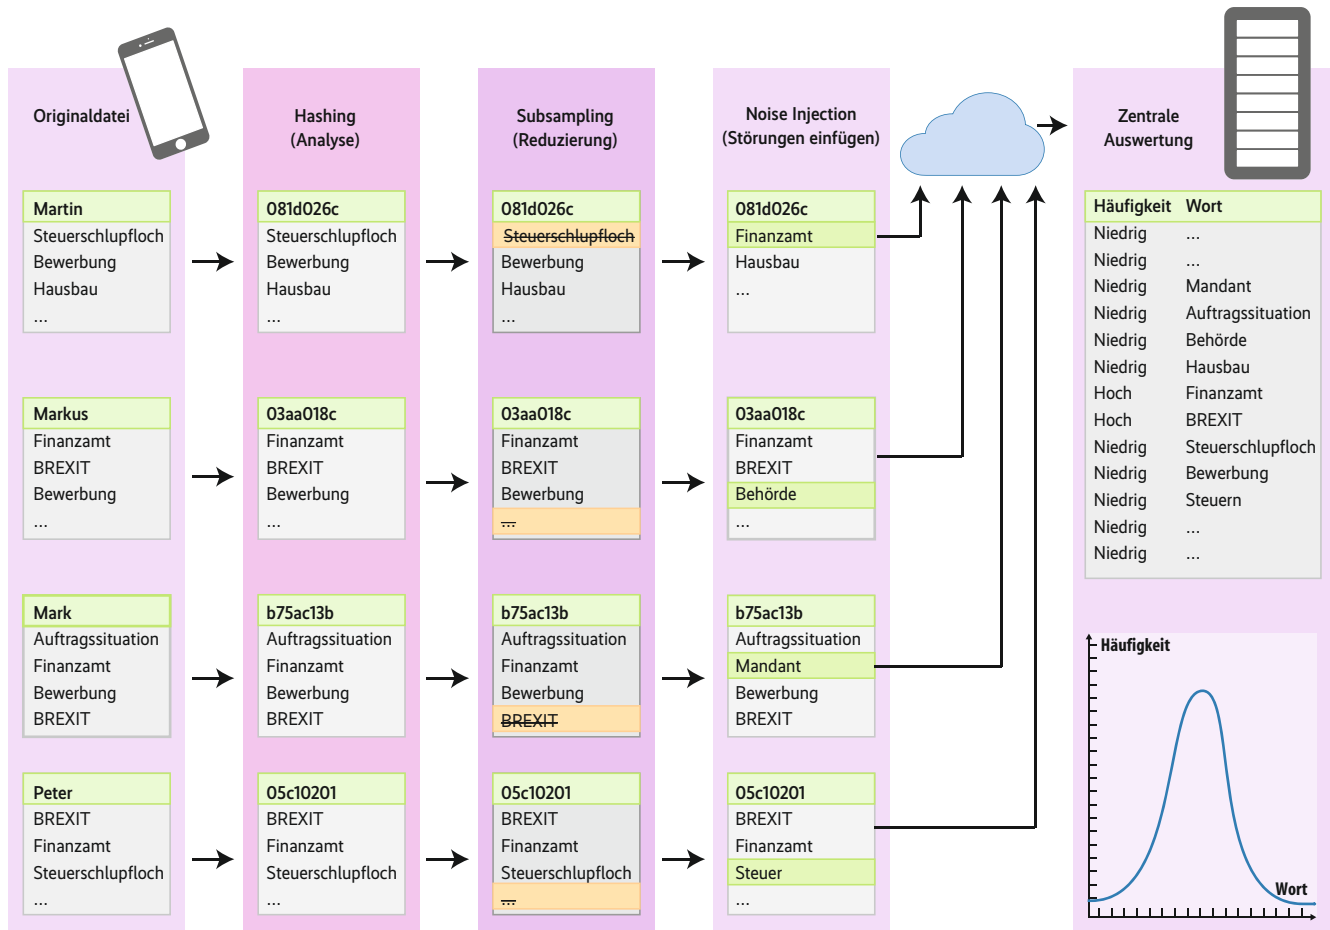 Originaldatei
Hashing
(Analyse)
Subsampling
(Reduzierung)
Noise Injection
(Störungen einfügen)
Zentrale
Auswertung
Martin
Steuerschlupfloch
Bewerbung
Hausbau
...
081d026c
Steuerschlupfloch
Bewerbung
Hausbau
...
081d026c
Steuerschlupfloch
Bewerbung
Hausbau
...
081d026c
Finanzamt
Hausbau
...
Markus
Finanzamt
BREXIT
Bewerbung
...
03aa018c
Finanzamt
BREXIT
Bewerbung
...
03aa018c
Finanzamt
BREXIT
Bewerbung
...
03aa018c
Finanzamt
BREXIT
Behörde
...
Mark
Auftragssituation
Finanzamt
Bewerbung
BREXIT
b75ac13b
Auftragssituation
Finanzamt
Bewerbung
BREXIT
b75ac13b
Auftragssituation
Finanzamt
Bewerbung
BREXIT
b75ac13b
Auftragssituation
Mandant
Bewerbung
BREXIT
Peter
BREXIT
Finanzamt
Steuerschlupfloch
...
05c10201
BREXIT
Finanzamt
Steuerschlupfloch
...
05c10201
BREXIT
Finanzamt
Steuerschlupfloch
...
05c10201
BREXIT
Finanzamt
Steuer
...
Häufigkeit Wort
Niedrig ...
Niedrig ...
Niedrig Mandant
Niedrig Auftragssituation
Niedrig Behörde
Niedrig Hausbau
Hoch Finanzamt
Hoch BREXIT
Niedrig Steuerschlupfloch
Niedrig Bewerbung
Niedrig Steuern
Niedrig ...
Niedrig ...
Häufigkeit
Wort